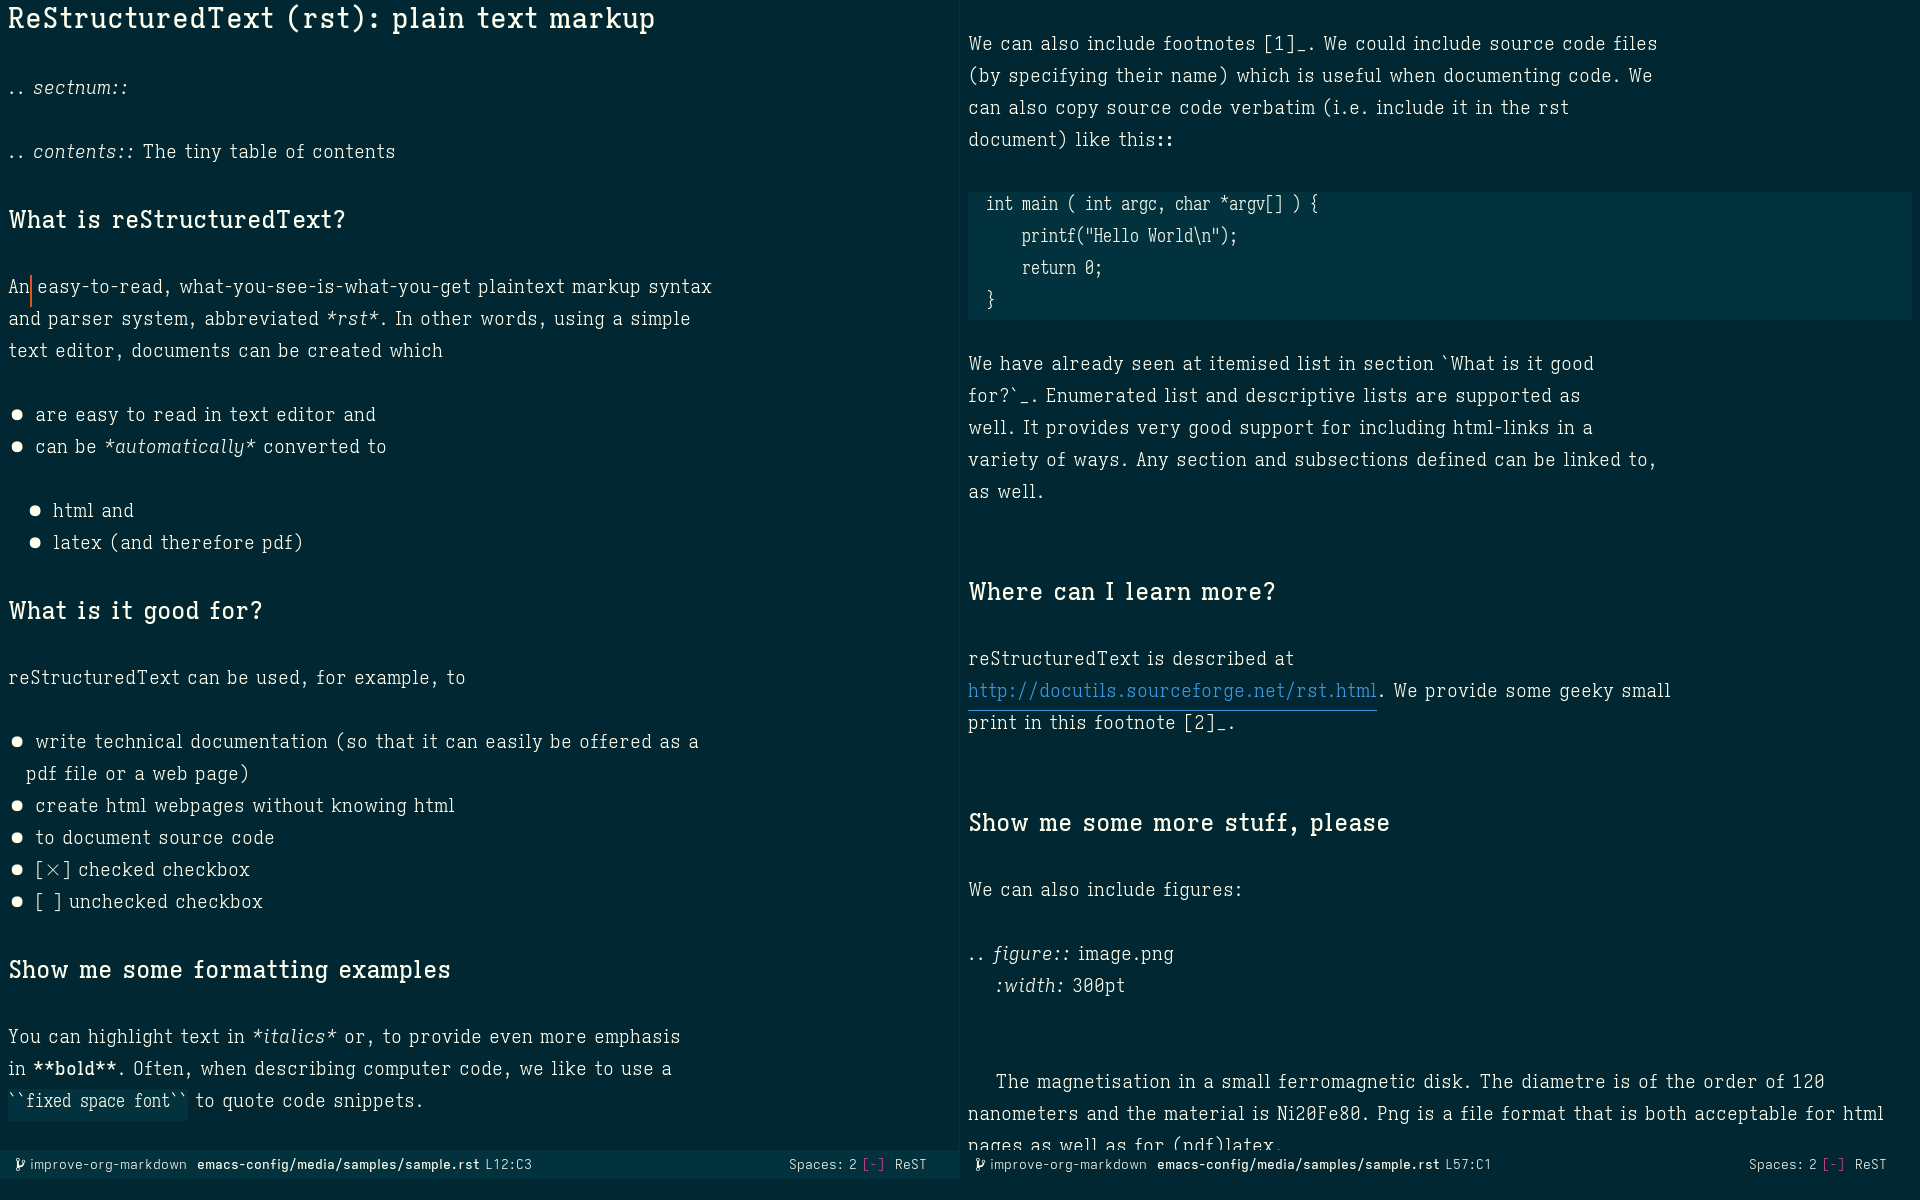 ReStructuredText (rst): plain text markup
.. sectnum::
.. contents:: The tiny table of contents
What is reStructuredText?
An easy-to-read, what-you-see-is-what-you-get plaintext markup syntax
and parser system, abbreviated *rst*. In other words, using a simple
text editor, documents can be created which
● are easy to read in text editor and
● can be *automatically* converted to
● html and
● latex (and therefore pdf)
What is it good for?
reStructuredText can be used, for example, to
● write technical documentation (so that it can easily be offered as a
pdf file or a web page)
● create html webpages without knowing html
● to document source code
● [×] checked checkbox
● [ ] unchecked checkbox
Show me some formatting examples
You can highlight text in *italics* or, to provide even more emphasis
in **bold**. Often, when describing computer code, we like to use a
``fixed space font`` to quote code snippets.
improve-org-markdown emacs-config/media/samples/sample.rst L12:C3 Spaces: 2 [-] ReST
We can also include footnotes [1]_. We could include source code files
(by specifying their name) which is useful when documenting code. We
can also copy source code verbatim (i.e. include it in the rst
document) like this::
int main ( int argc, char *argv[] ) {
printf("Hello World\n");
return 0;
}
We have already seen at itemised list in section `What is it good
for?`_. Enumerated list and descriptive lists are supported as
well. It provides very good support for including html-links in a
variety of ways. Any section and subsections defined can be linked to,
as well.
Where can I learn more?
reStructuredText is described at
http://docutils.sourceforge.net/rst.html. We provide some geeky small
print in this footnote [2]_.
Show me some more stuff, please
We can also include figures:
.. figure:: image.png
:width: 300pt
The magnetisation in a small ferromagnetic disk. The diametre is of the order of 120
nanometers and the material is Ni20Fe80. Png is a file format that is both acceptable for html
pages as well as for (pdf)latex.
improve-org-markdown emacs-config/media/samples/sample.rst L57:C1 Spaces: 2 [-] ReST